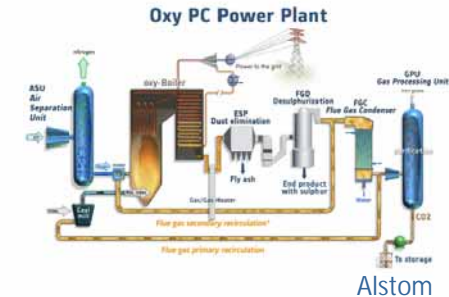 Oxy PC Power Plant
nitrogen
ASU
Air
Separation
Unit
oxy-Boiler
Power to the grid
ESP
Dust elimination
FGD
Desulphurization
FGC
Flue Gas Condenser
GPU
Gas Processing Unit
purification
Coal
mill
Fly ash
End product
with sulphur
Gas/Gas Heater
Water
CO2
Flue gas secondary recirculation*
Flue gas primary recirculation
To storage
Alstom